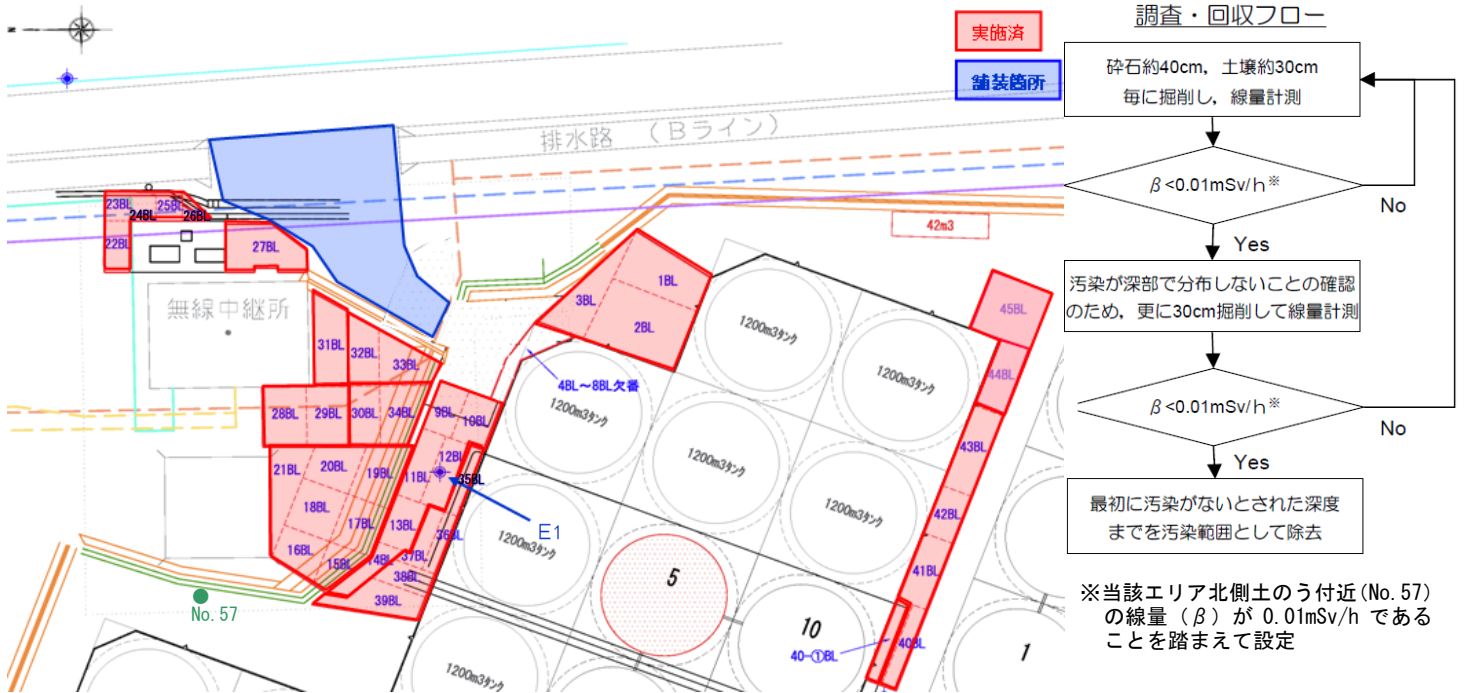 N
実施済
舗装箇所
排水路 （Bライン）
42m3
23BL
24BL
25BL
26BL
22BL
27BL
無線中継所
31BL
32BL
33BL
28BL
29BL
30BL
34BL
21BL
20BL
19BL
18BL
17BL
16BL
15BL
9BL
10BL
11BL
12BL
35BL
13BL
14BL
36BL
37BL
38BL
39BL
E1
No.57
1BL
3BL
2BL
4BL～8BL欠番
1200m3タンク
1200m3タンク
1200m3タンク
1200m3タンク
1200m3タンク
1200m3タンク
1200m3タンク
5
10
1
45BL
44BL
43BL
42BL
41BL
40BL
40-①BL
調査・回収フロー
砕石約40cm，土壌約30cm
毎に掘削し，線量計測
β<0.01mSv/h※
No
Yes
汚染が深部で分布しないことの確認
のため，更に30cm掘削して線量計測
β<0.01mSv/h※
No
Yes
最初に汚染がないとされた深度
までを汚染範囲として除去
※当該エリア北側土のう付近(No.57)
の線量（β）が 0.01mSv/h である
ことを踏まえて設定